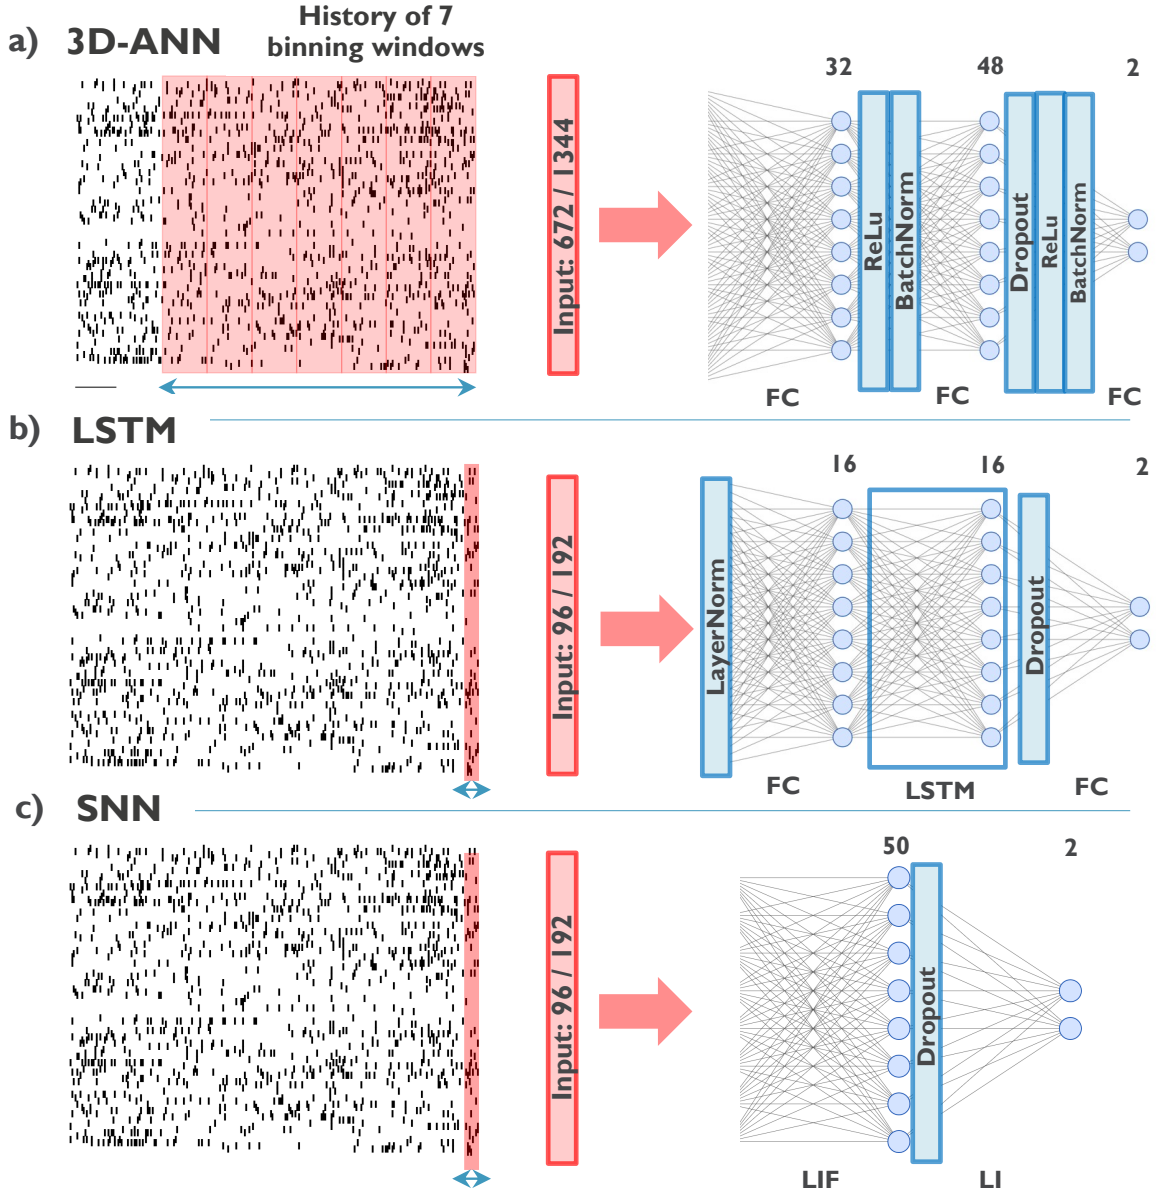 a) 3D-ANN
History of 7
binning windows
Input: 672 / 1344
32
48
2
ReLu
BatchNorm
Dropout
ReLu
BatchNorm
FC
FC
FC
b) LSTM
Input: 96 / 192
16
16
2
LayerNorm
Dropout
FC
LSTM
FC
c) SNN
Input: 96 / 192
50
2
Dropout
LIF
LI